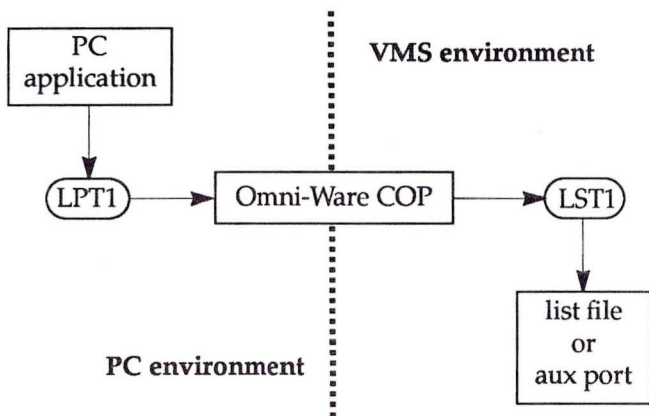 PC
application
VMS environment
LPT1
Omni-Ware COP
LST1
list file
or
aux port
PC environment